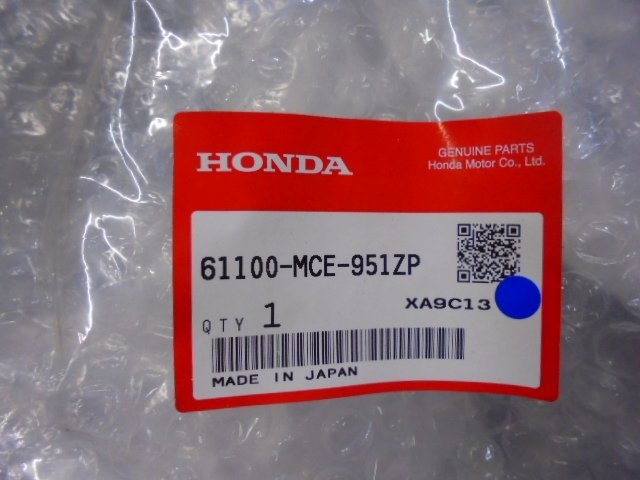 HONDA
GENUINE PARTS
Honda Motor Co., Ltd.
61100-MCE-951ZP
XA9C13
QTY 1
MADE IN JAPAN